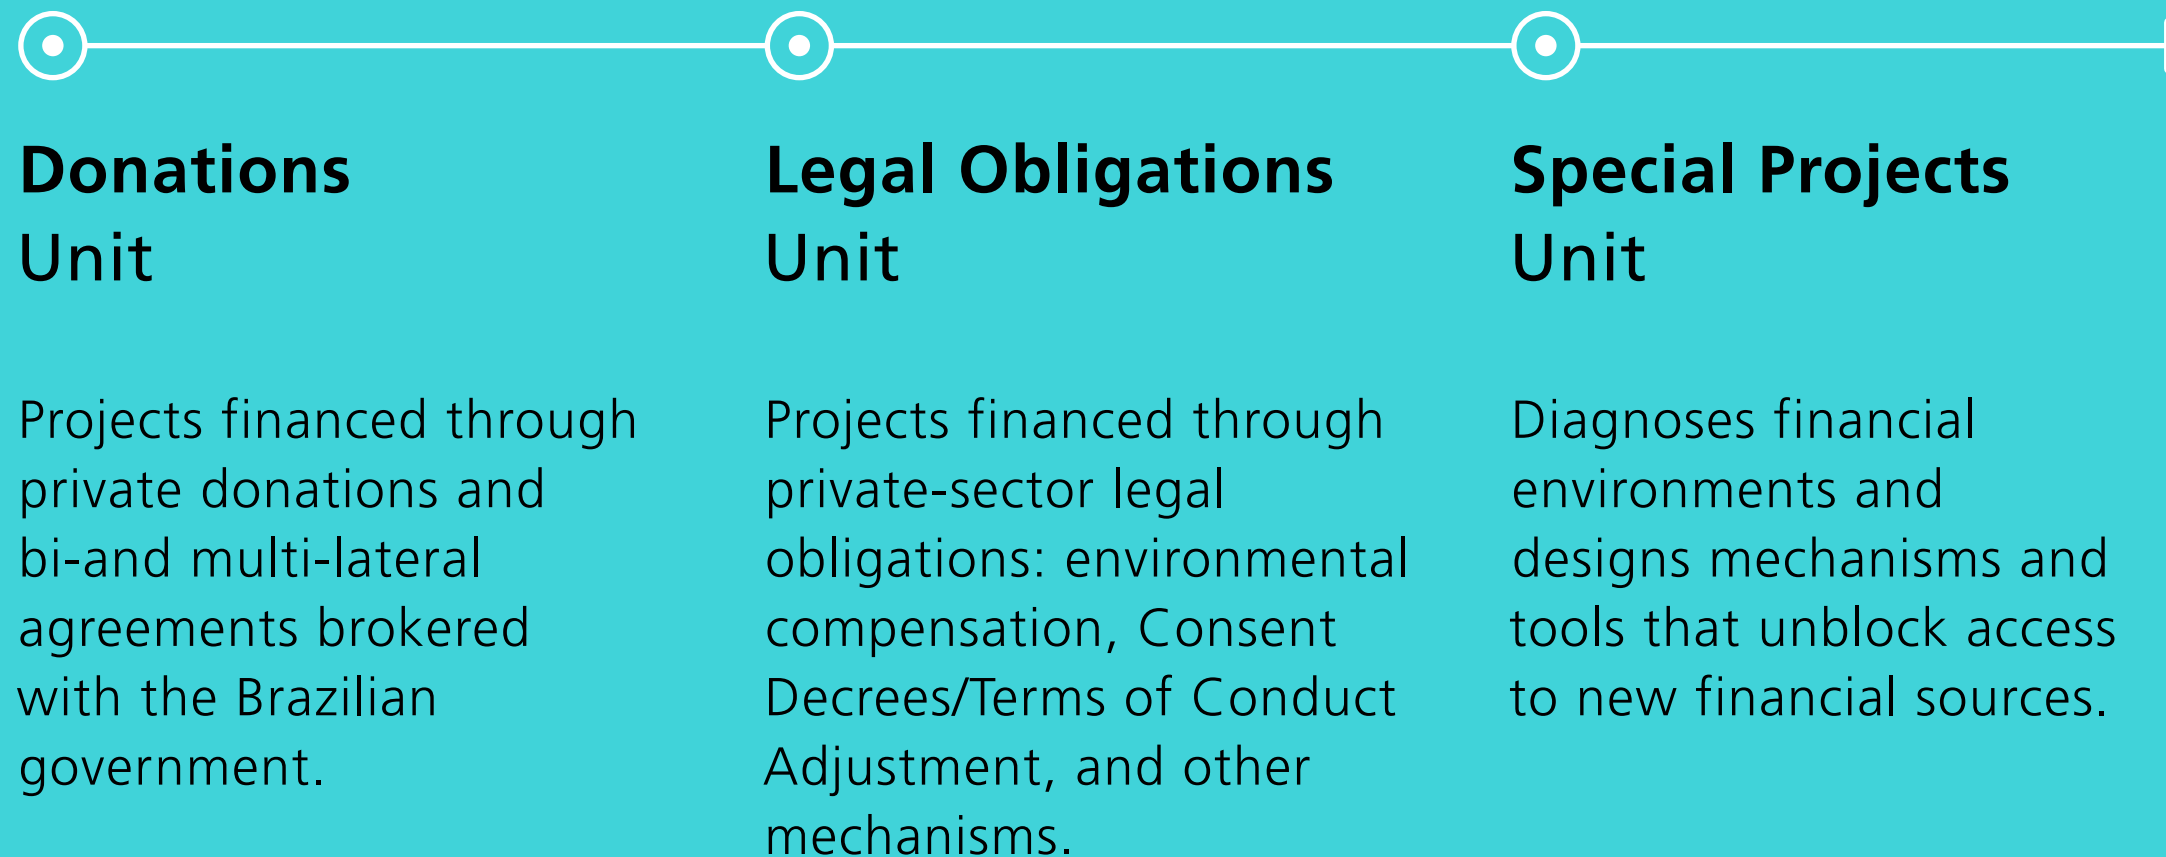 Donations
Unit
Projects financed through
private donations and
bi-and multi-lateral
agreements brokered
with the Brazilian
government.
Legal Obligations
Unit
Projects financed through
private-sector legal
obligations: environmental
compensation, Consent
Decrees/Terms of Conduct
Adjustment, and other
mechanisms.
Special Projects
Unit
Diagnoses financial
environments and
designs mechanisms and
tools that unblock access
to new financial sources.